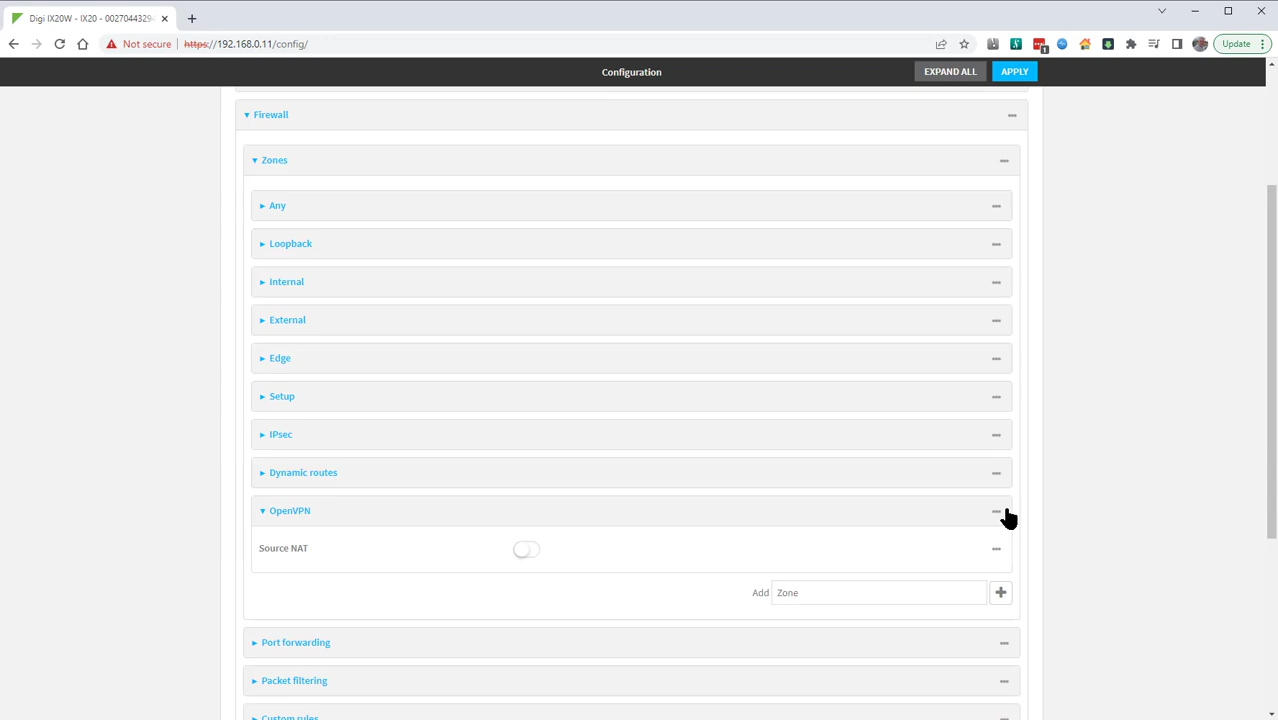 Digi IX20W - IX20 - 0027044329
Not secure
https://192.168.0.11/config/
1
Update
Configuration
EXPAND ALL
APPLY
Firewall
Zones
Any
Loopback
Internal
External
Edge
Setup
IPsec
Dynamic routes
OpenVPN
Source NAT
Add Zone
Port forwarding
Packet filtering
Custom rules